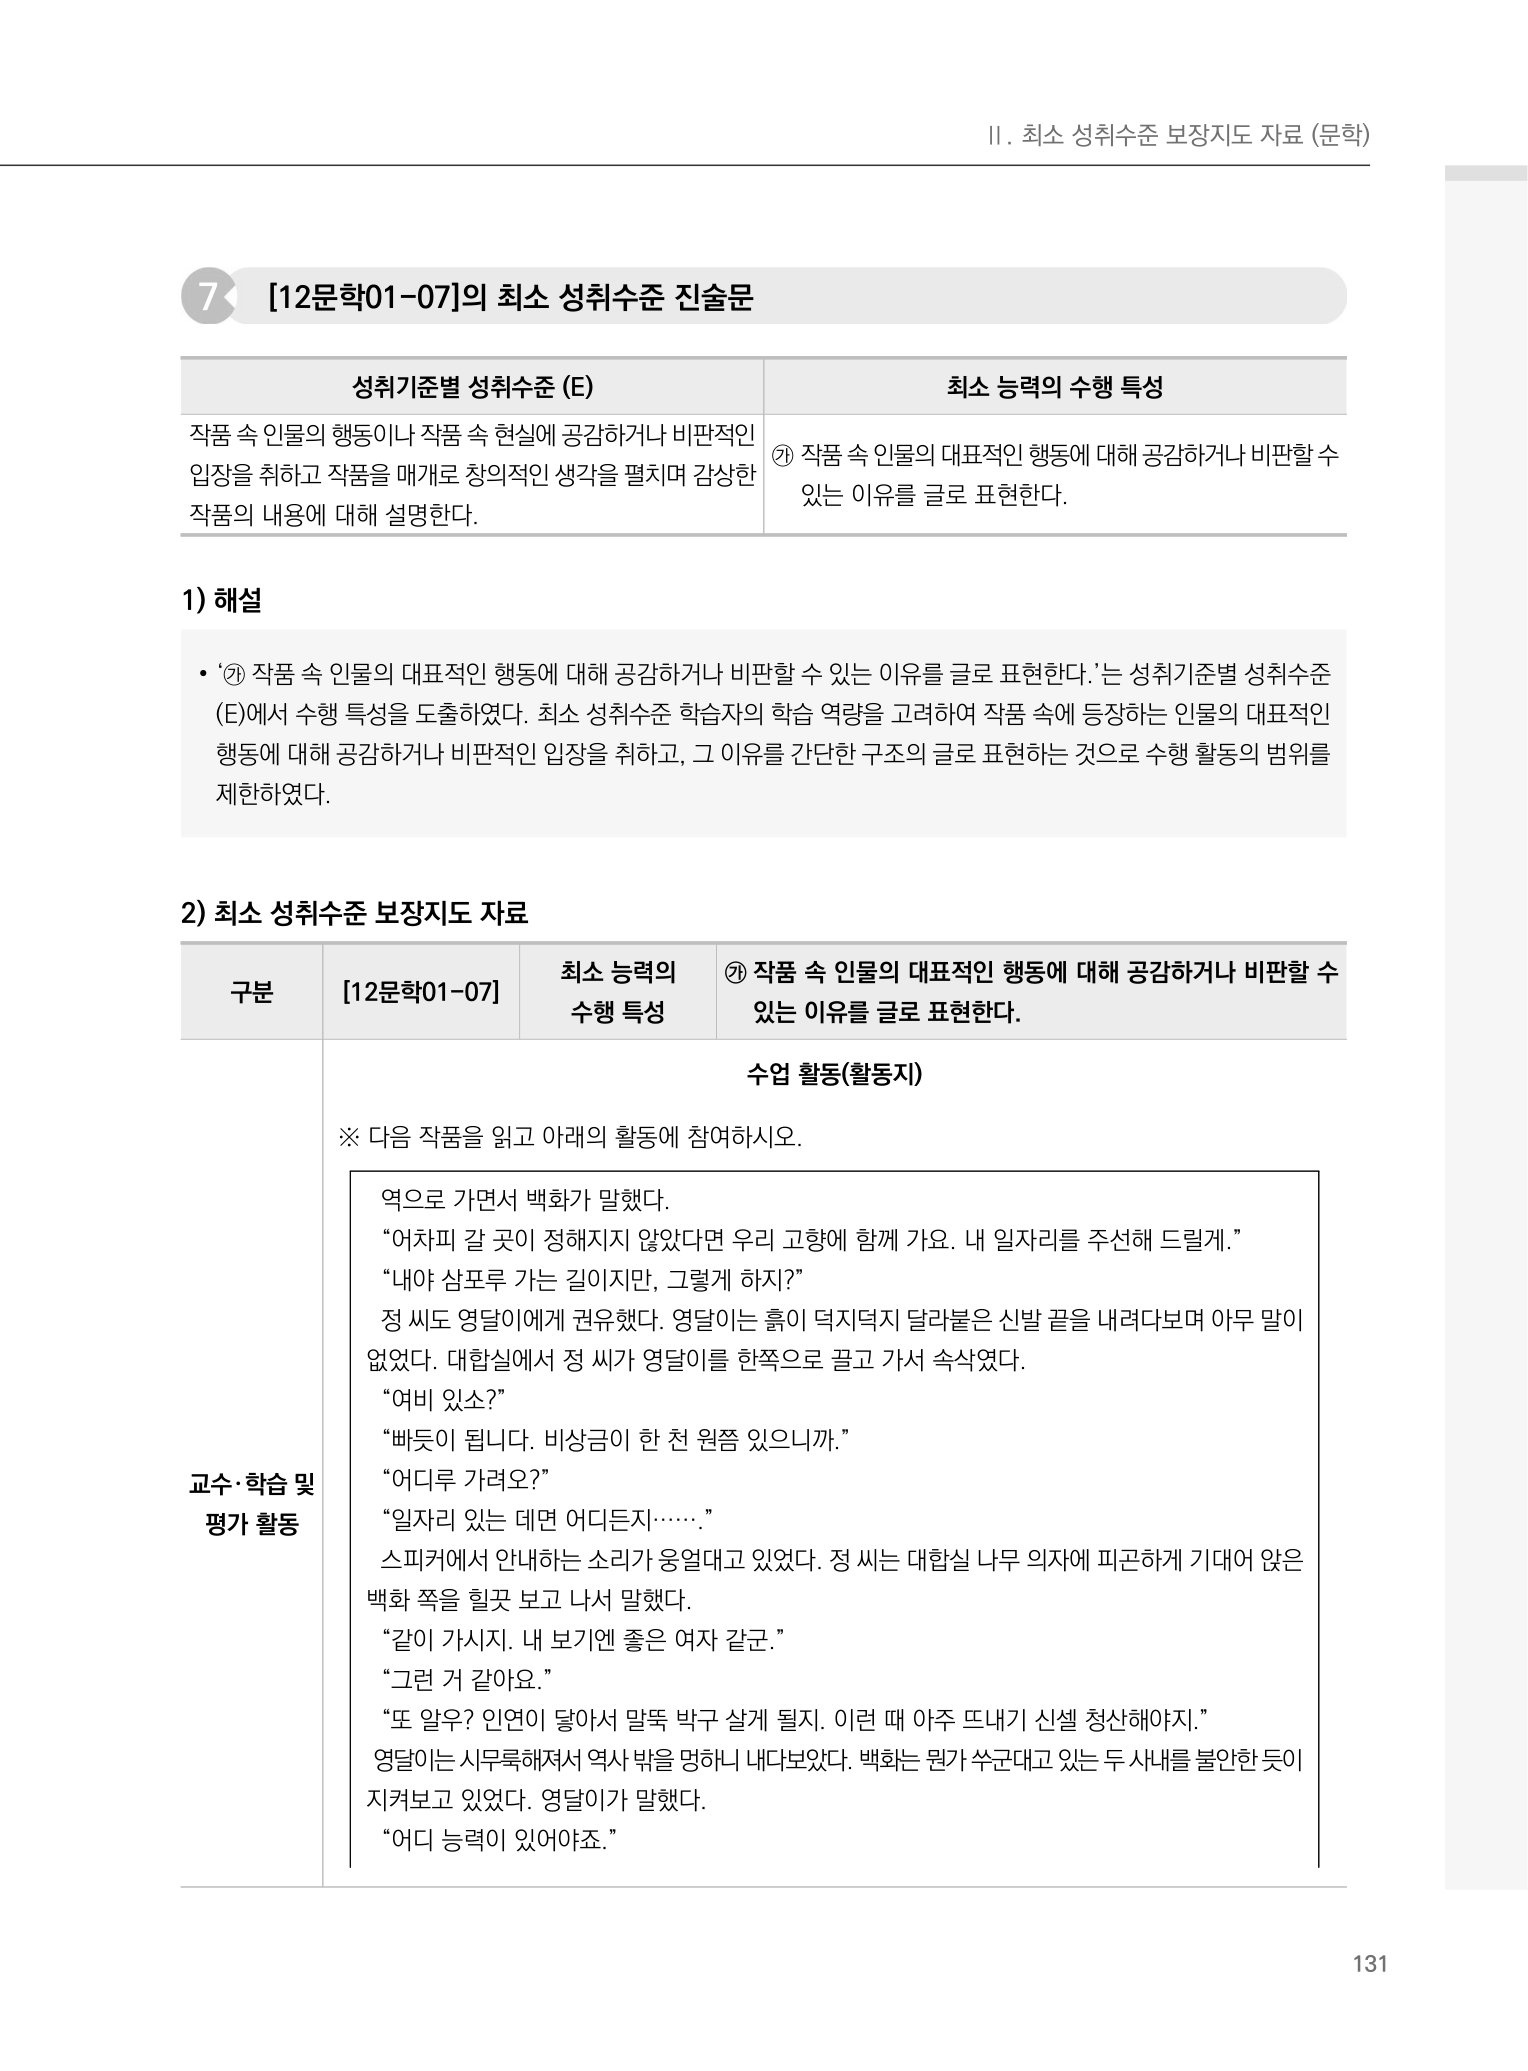 Ⅱ. 최소 성취수준 보장지도 자료 (문학)
7 [12문학01-07]의 최소 성취수준 진술문
성취기준별 성취수준 (E)
최소 능력의 수행 특성
작품 속 인물의 행동이나 작품 속 현실에 공감하거나 비판적인
입장을 취하고 작품을 매개로 창의적인 생각을 펼치며 감상한
작품의 내용에 대해 설명한다.
㉮ 작품 속 인물의 대표적인 행동에 대해 공감하거나 비판할 수
있는 이유를 글로 표현한다.
1) 해설
• ‘㉮ 작품 속 인물의 대표적인 행동에 대해 공감하거나 비판할 수 있는 이유를 글로 표현한다.’는 성취기준별 성취수준
(E)에서 수행 특성을 도출하였다. 최소 성취수준 학습자의 학습 역량을 고려하여 작품 속에 등장하는 인물의 대표적인
행동에 대해 공감하거나 비판적인 입장을 취하고, 그 이유를 간단한 구조의 글로 표현하는 것으로 수행 활동의 범위를
제한하였다.
2) 최소 성취수준 보장지도 자료
구분
[12문학01-07]
최소 능력의
수행 특성
㉮ 작품 속 인물의 대표적인 행동에 대해 공감하거나 비판할 수
있는 이유를 글로 표현한다.
교수·학습 및
평가 활동
수업 활동(활동지)
※ 다음 작품을 읽고 아래의 활동에 참여하시오.
역으로 가면서 백화가 말했다.
“어차피 갈 곳이 정해지지 않았다면 우리 고향에 함께 가요. 내 일자리를 주선해 드릴게.”
“내야 삼포루 가는 길이지만, 그렇게 하지?”
정 씨도 영달이에게 권유했다. 영달이는 흙이 덕지덕지 달라붙은 신발 끝을 내려다보며 아무 말이
없었다. 대합실에서 정 씨가 영달이를 한쪽으로 끌고 가서 속삭였다.
“여비 있소?”
“빠듯이 됩니다. 비상금이 한 천 원쯤 있으니까.”
“어디루 가려오?”
“일자리 있는 데면 어디든지…….”
스피커에서 안내하는 소리가 웅얼대고 있었다. 정 씨는 대합실 나무 의자에 피곤하게 기대어 앉은
백화 쪽을 힐끗 보고 나서 말했다.
“같이 가시지. 내 보기엔 좋은 여자 같군.”
“그런 거 같아요.”
“또 알우? 인연이 닿아서 말뚝 박구 살게 될지. 이런 때 아주 뜨내기 신셀 청산해야지.”
영달이는 시무룩해져서 역사 밖을 멍하니 내다보았다. 백화는 뭔가 쑤군대고 있는 두 사내를 불안한 듯이
지켜보고 있었다. 영달이가 말했다.
“어디 능력이 있어야죠.”
131